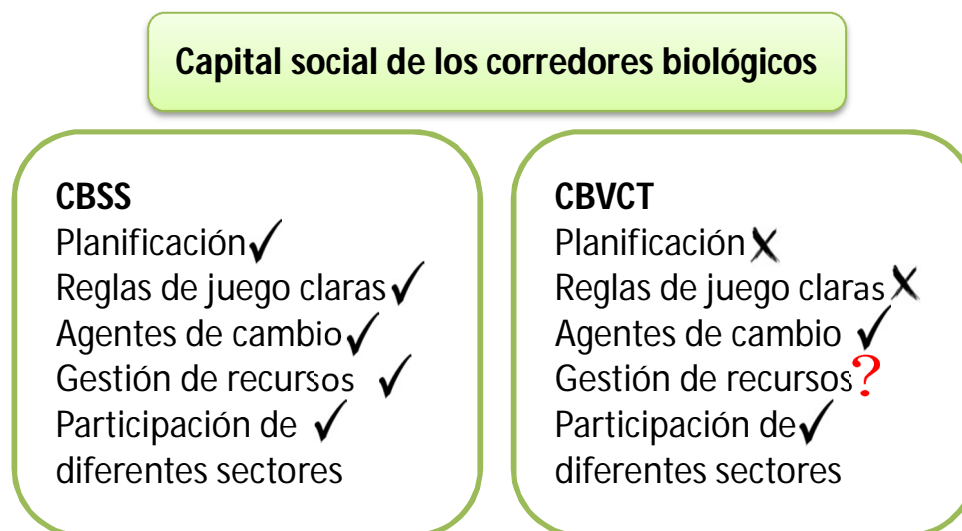 Capital social de los corredores biológicos
CBSS
Planificación ✓
Reglas de juego claras ✓
Agentes de cambio ✓
Gestión de recursos ✓
Participación de ✓
diferentes sectores
CBVCT
Planificación X
Reglas de juego claras X
Agentes de cambio ✓
Gestión de recursos ?
Participación de ✓
diferentes sectores